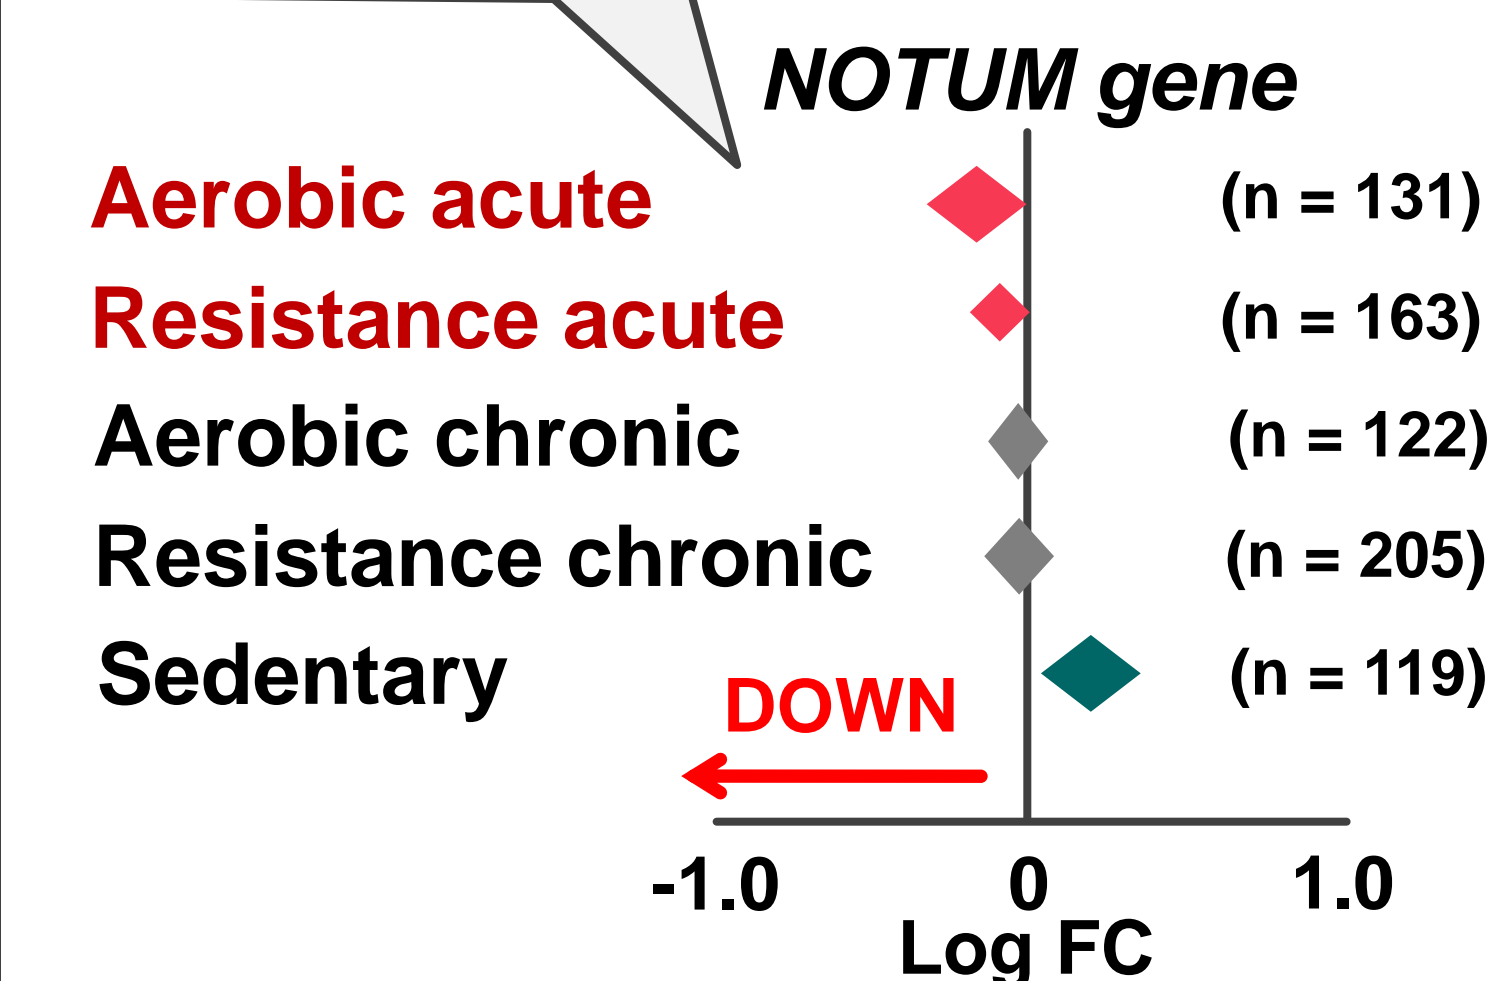 NOTUM gene
Aerobic acute (n = 131)
Resistance acute (n = 163)
Aerobic chronic (n = 122)
Resistance chronic (n = 205)
Sedentary (n = 119)
DOWN
-1.0 0 1.0
Log FC